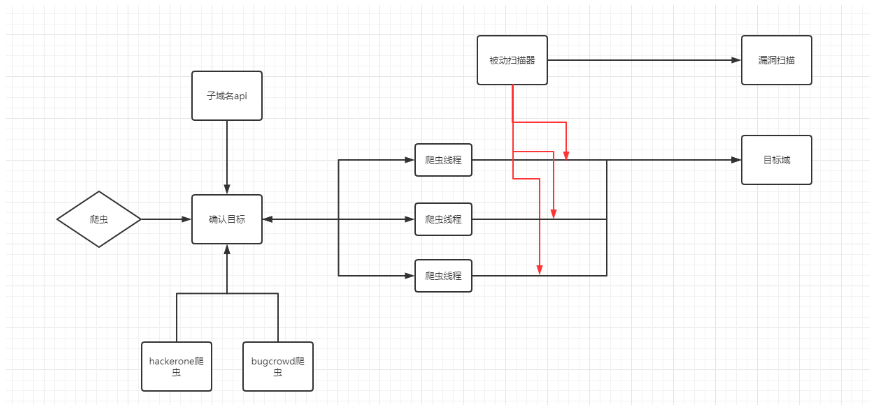 被动扫描器
漏洞扫描
子域名api
爬虫线程
目标域
爬虫
确认目标
爬虫线程
爬虫线程
hackerone爬
虫
bugcrowd爬
虫